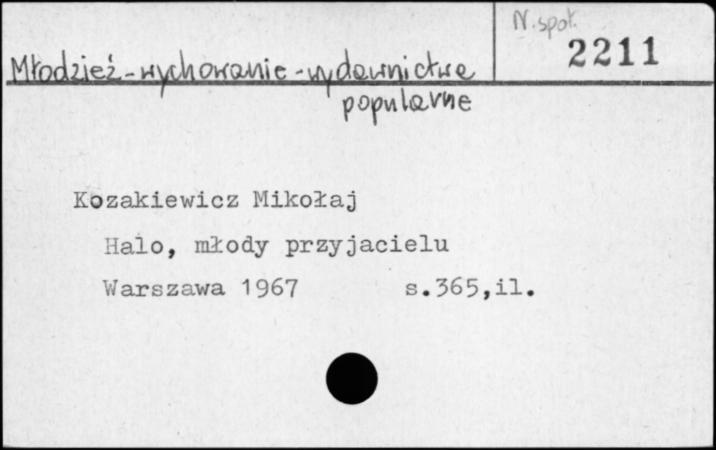 N. społ.
2211
Młodzież - wychowanie - wydawnictwa
popularne
Kozakiewicz Mikołaj
Halo, młody przyjacielu
Warszawa 1967 s.365,il.